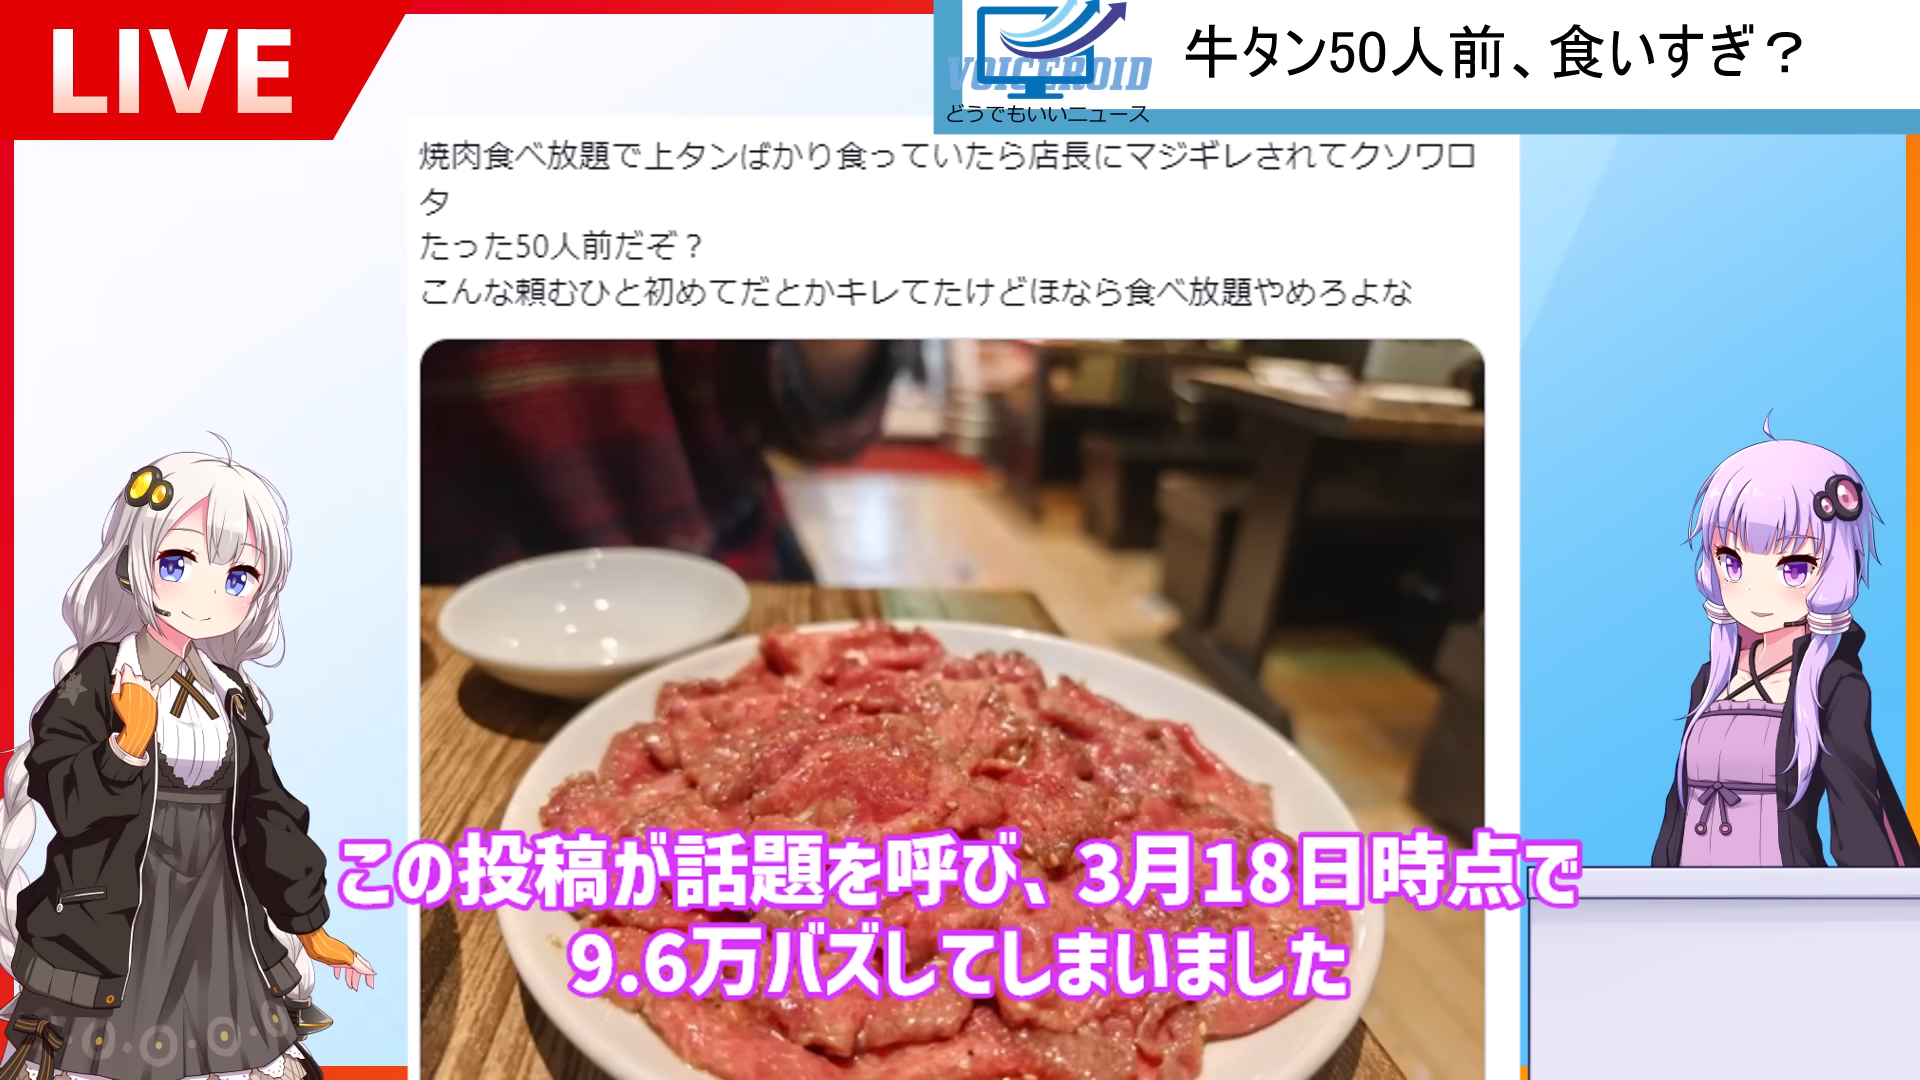 LIVE
VOICEROID
どうでもいいニュース
牛タン50人前、食いすぎ？
焼肉食べ放題で上タンばかり食っていたら店長にマジギレされてクソワロ
タ
たった50人前だぞ？
こんな頼むひと初めてだとかキレてたけどほなら食べ放題やめろよな
この投稿が話題を呼び、3月18日時点で
9.6万バズしてしまいました